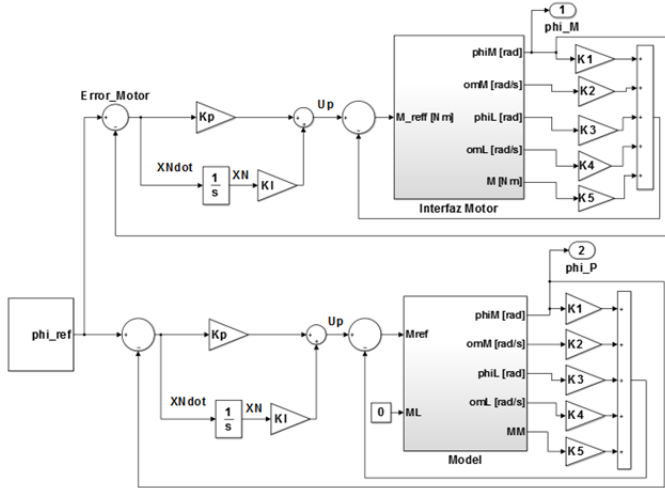 1
phi_M
phiM [rad]
K1
Error_Motor
omM [rad/s]
K2
Up
Kp
M_reff [Nm]
phiL [rad]
K3
XNdot
XN
omL [rad/s]
K4
1
s
KI
M [Nm]
K5
Interfaz Motor
2
phi_P
phiM [rad]
K1
Up
phi_ref
Kp
Mref
omM [rad/s]
K2
phiL [rad]
K3
XNdot
XN
1
s
KI
0
ML
omL [rad/s]
K4
MM
K5
Model